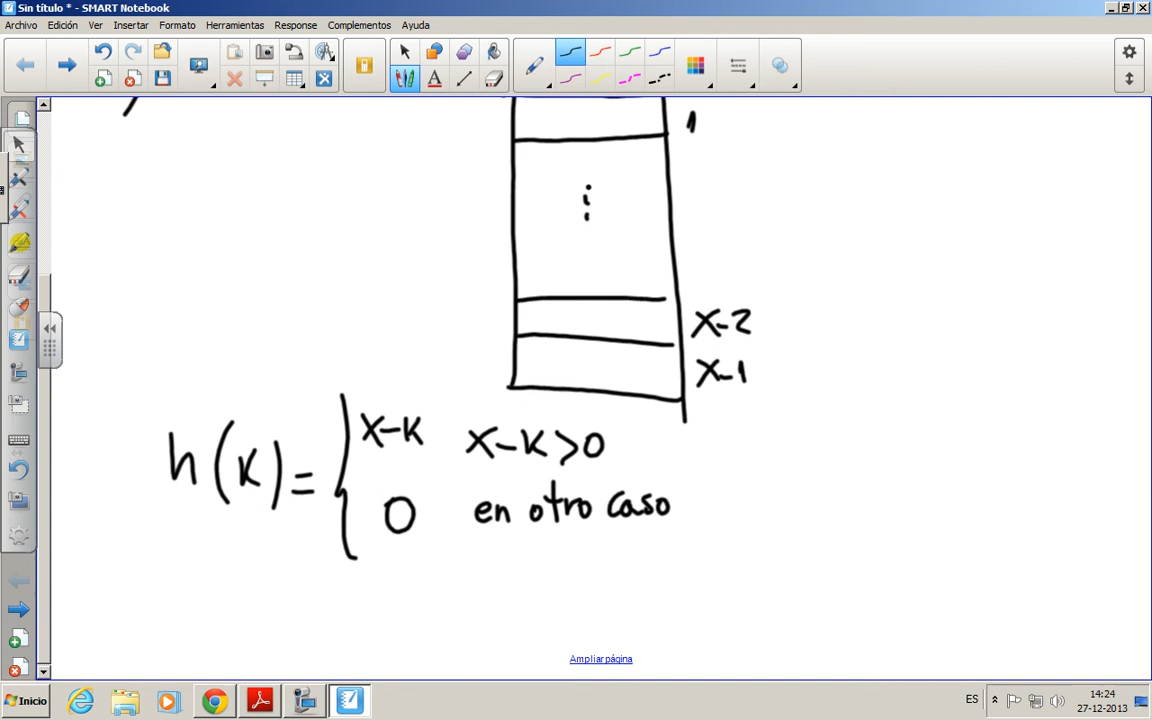 Sin título * - SMART Notebook
Archivo Edición Ver Insertar Formato Herramientas Response Complementos Ayuda
1
⋮
x-2
x-1
h(k)= { x-k x-k>0
0 en otro caso
Ampliar página
Inicio
ES
14:24
27-12-2013